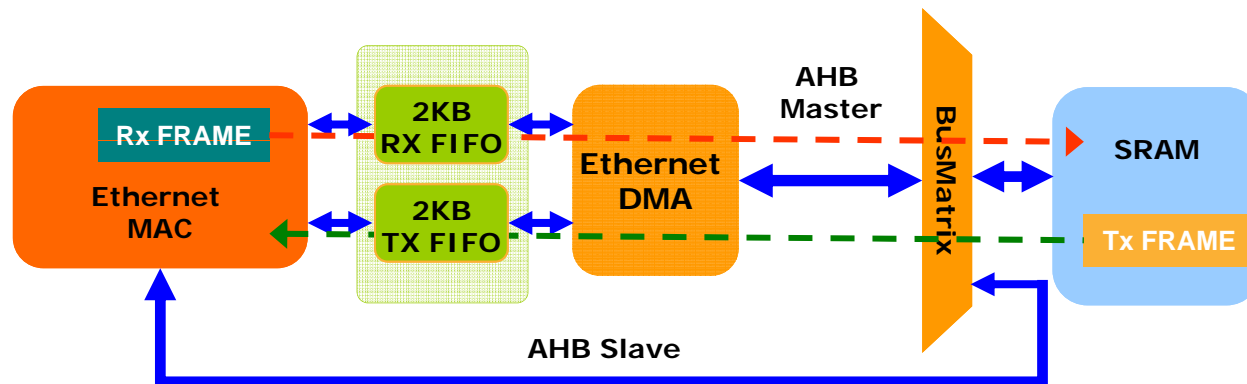 Rx FRAME
Ethernet
MAC
2KB
RX FIFO
2KB
TX FIFO
Ethernet
DMA
AHB
Master
BusMatrix
SRAM
Tx FRAME
AHB Slave